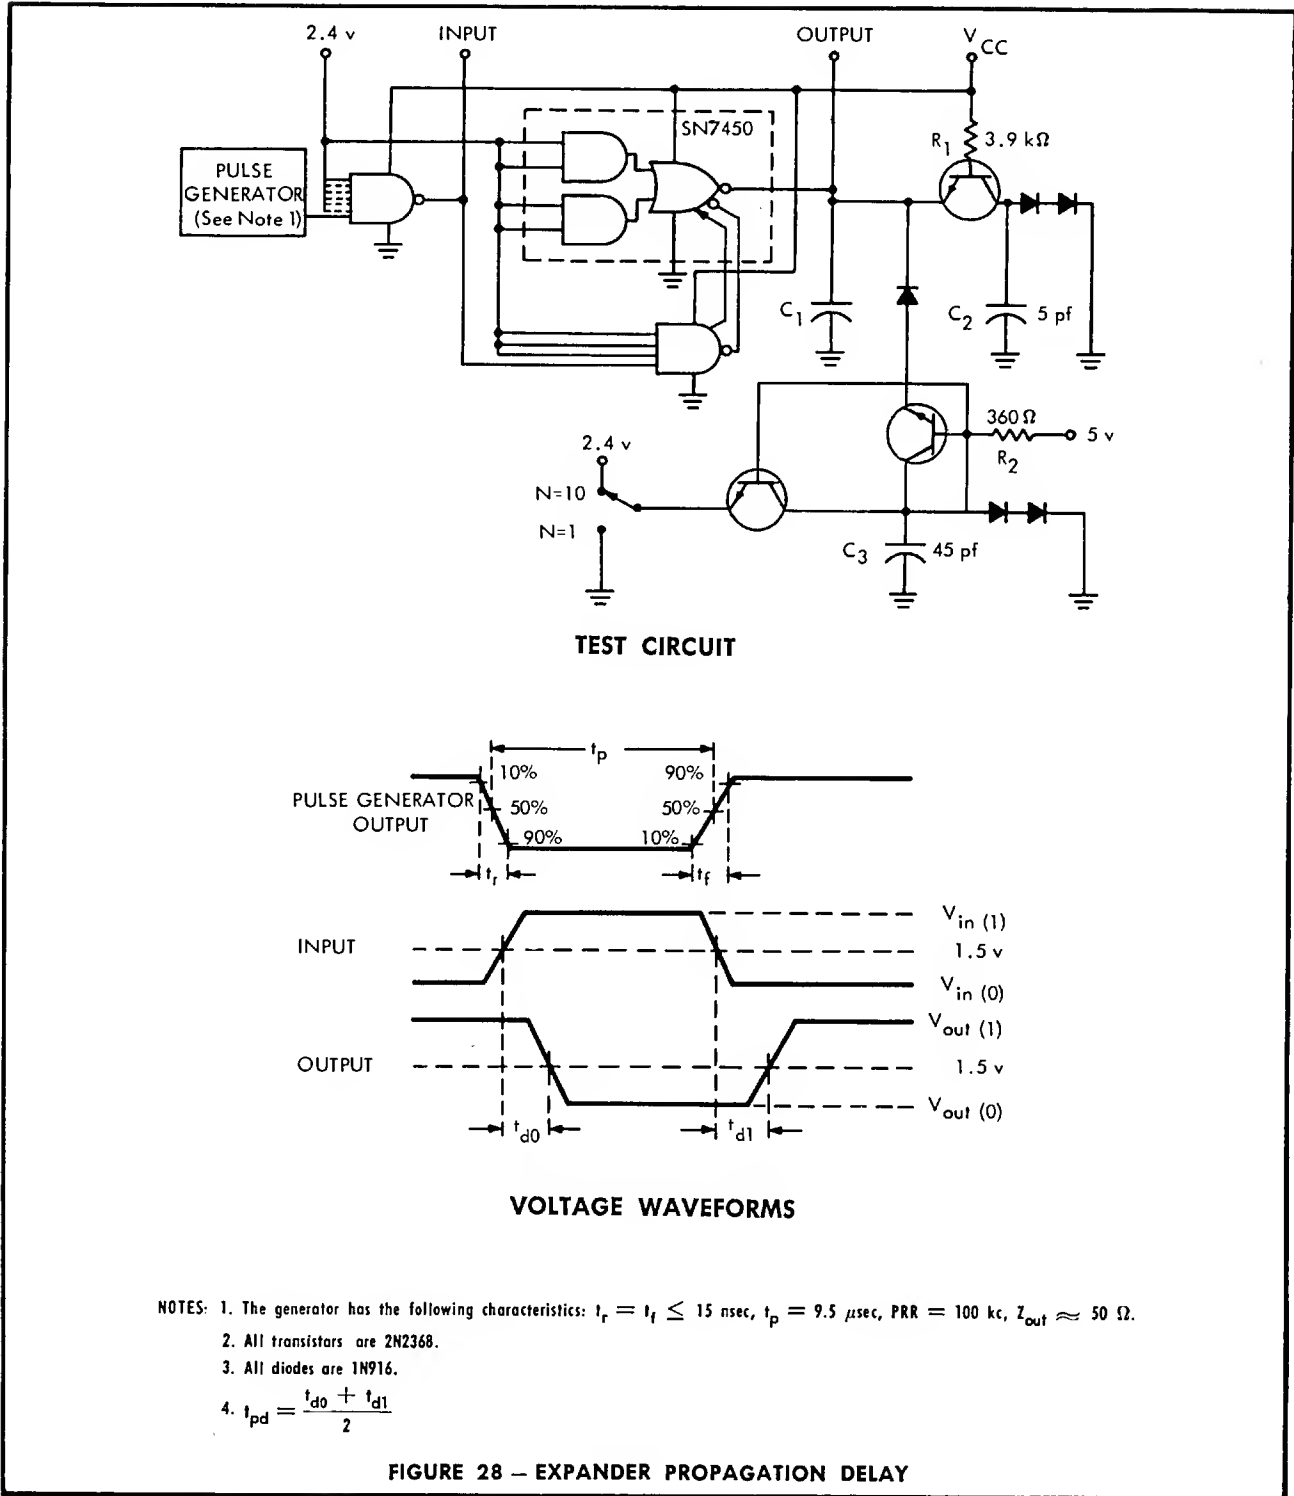 2.4 v
INPUT
OUTPUT
V CC
SN7450
R1
3.9 kΩ
PULSE
GENERATOR
(See Note 1)
C1
C2
5 pf
360 Ω
5 v
R2
2.4 v
N=10
N=1
C3
45 pf
TEST CIRCUIT
tp
10%
90%
PULSE GENERATOR
OUTPUT
50%
50%
90%
10%
tr
tf
Vin (1)
INPUT
1.5 v
Vin (0)
Vout (1)
OUTPUT
1.5 v
Vout (0)
td0
td1
VOLTAGE WAVEFORMS
NOTES: 1. The generator has the following characteristics: tr = tf ≤ 15 nsec, tp = 9.5 μsec, PRR = 100 kc, Zout ≈ 50 Ω.
2. All transistors are 2N2368.
3. All diodes are 1N916.
4. tpd = td0 + td1 / 2
FIGURE 28 — EXPANDER PROPAGATION DELAY